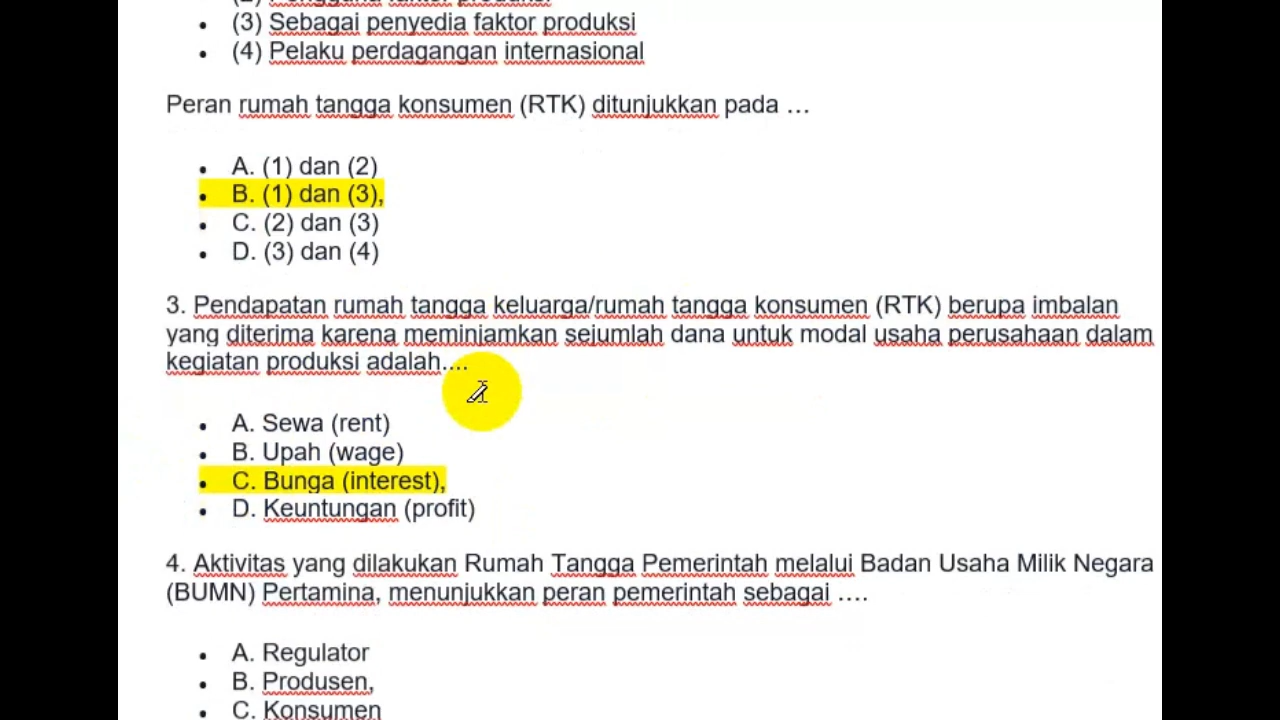 (2) Pengguna faktor produksi
(3) Sebagai penyedia faktor produksi
(4) Pelaku perdagangan internasional
Peran rumah tangga konsumen (RTK) ditunjukkan pada …
A. (1) dan (2)
B. (1) dan (3),
C. (2) dan (3)
D. (3) dan (4)
3. Pendapatan rumah tangga keluarga/rumah tangga konsumen (RTK) berupa imbalan
yang diterima karena meminjamkan sejumlah dana untuk modal usaha perusahaan dalam
kegiatan produksi adalah....
A. Sewa (rent)
B. Upah (wage)
C. Bunga (interest),
D. Keuntungan (profit)
4. Aktivitas yang dilakukan Rumah Tangga Pemerintah melalui Badan Usaha Milik Negara
(BUMN) Pertamina, menunjukkan peran pemerintah sebagai ….
A. Regulator
B. Produsen,
C. Konsumen